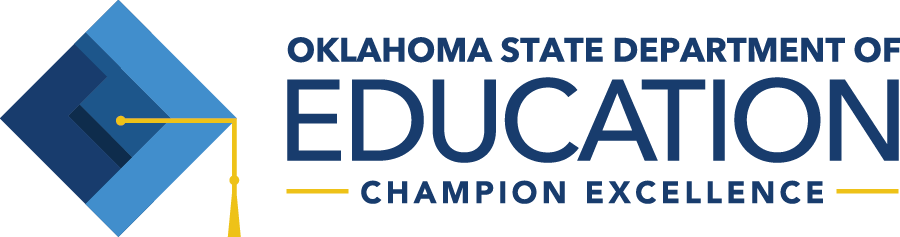 OKLAHOMA STATE DEPARTMENT OF
EDUCATION
CHAMPION EXCELLENCE